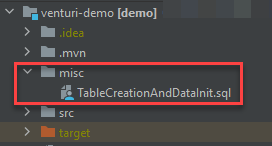 venturi-demo [demo]
.idea
.mvn
misc
TableCreationAndDataInit.sql
src
target